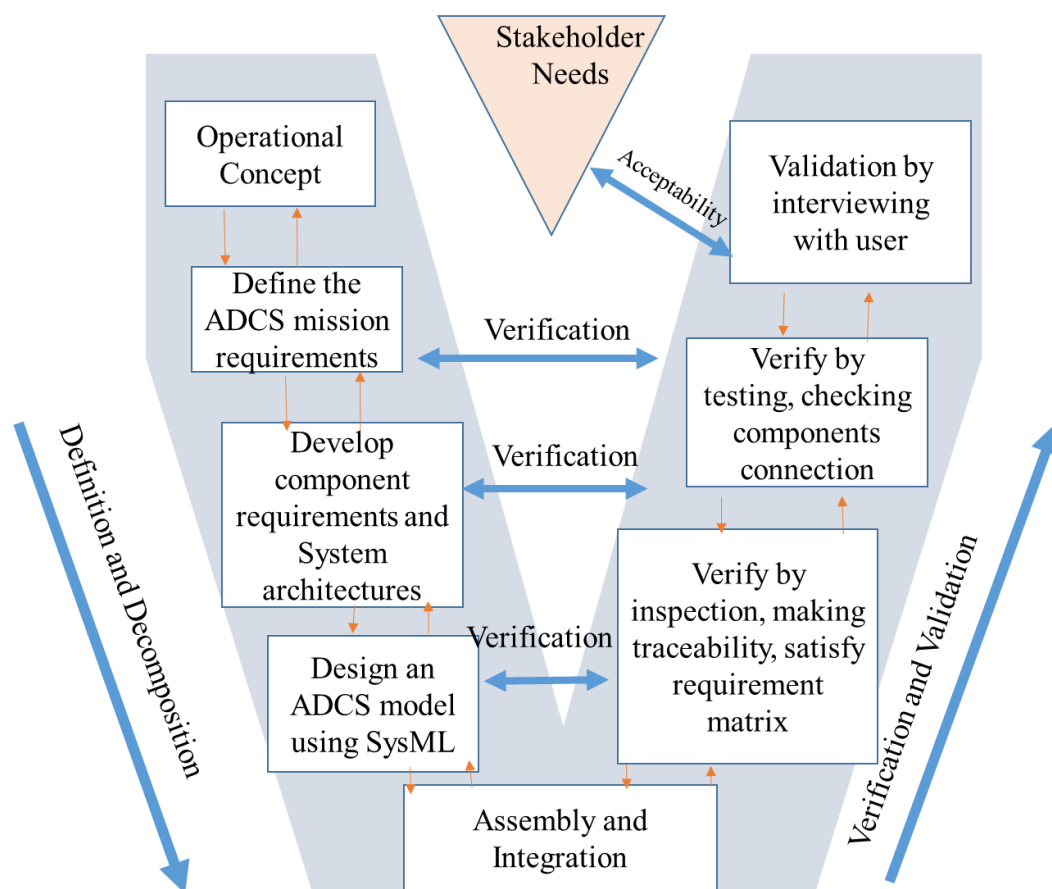 Stakeholder
Needs
Operational
Concept
Acceptability
Validation by
interviewing
with user
Define the
ADCS mission
requirements
Verification
Verify by
testing, checking
components
connection
Develop
component
requirements and
System
architectures
Verification
Definition and Decomposition
Verify by
inspection, making
traceability, satisfy
requirement
matrix
Verification and Validation
Verification
Design an
ADCS model
using SysML
Assembly and
Integration